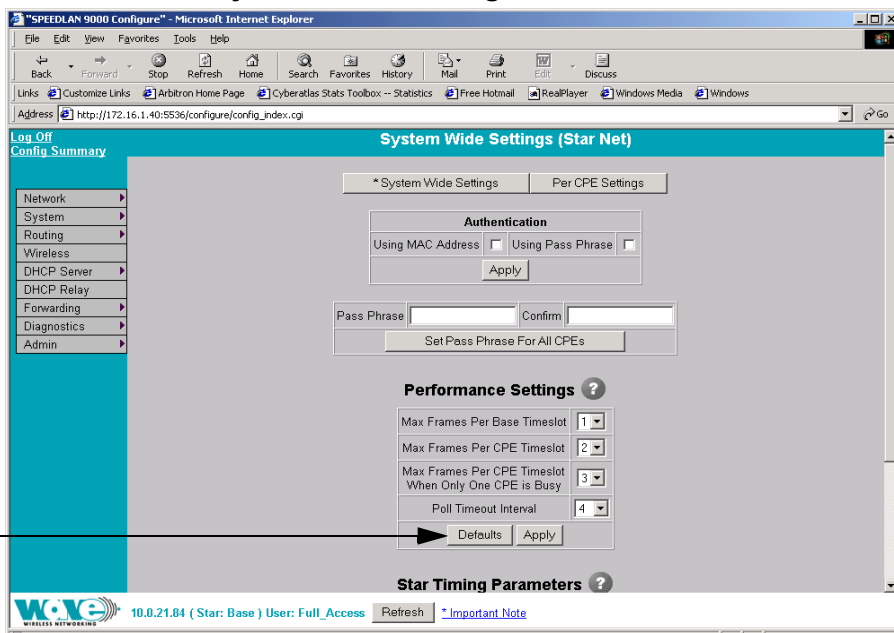 "SPEEDLAN 9000 Configure" - Microsoft Internet Explorer
File Edit View Favorites Tools Help
Back Forward Stop Refresh Home Search Favorites History Mail Print Edit Discuss
Links Customize Links Arbitron Home Page Cyberatlas Stats Toolbox -- Statistics Free Hotmail RealPlayer Windows Media Windows
Address http://172.16.1.40:5536/configure/config_index.cgi Go
Log Off
Config Summary
System Wide Settings (Star Net)
* System Wide Settings Per CPE Settings
Network
System
Routing
Wireless
DHCP Server
DHCP Relay
Forwarding
Diagnostics
Admin
Authentication
Using MAC Address Using Pass Phrase
Apply
Pass Phrase Confirm
Set Pass Phrase For All CPEs
Performance Settings ?
Max Frames Per Base Timeslot 1
Max Frames Per CPE Timeslot 2
Max Frames Per CPE Timeslot
When Only One CPE is Busy 3
Poll Timeout Interval 4
Defaults Apply
Star Timing Parameters ?
WAVE
WIRELESS NETWORKING
10.0.21.84 ( Star: Base ) User: Full_Access Refresh * Important Note